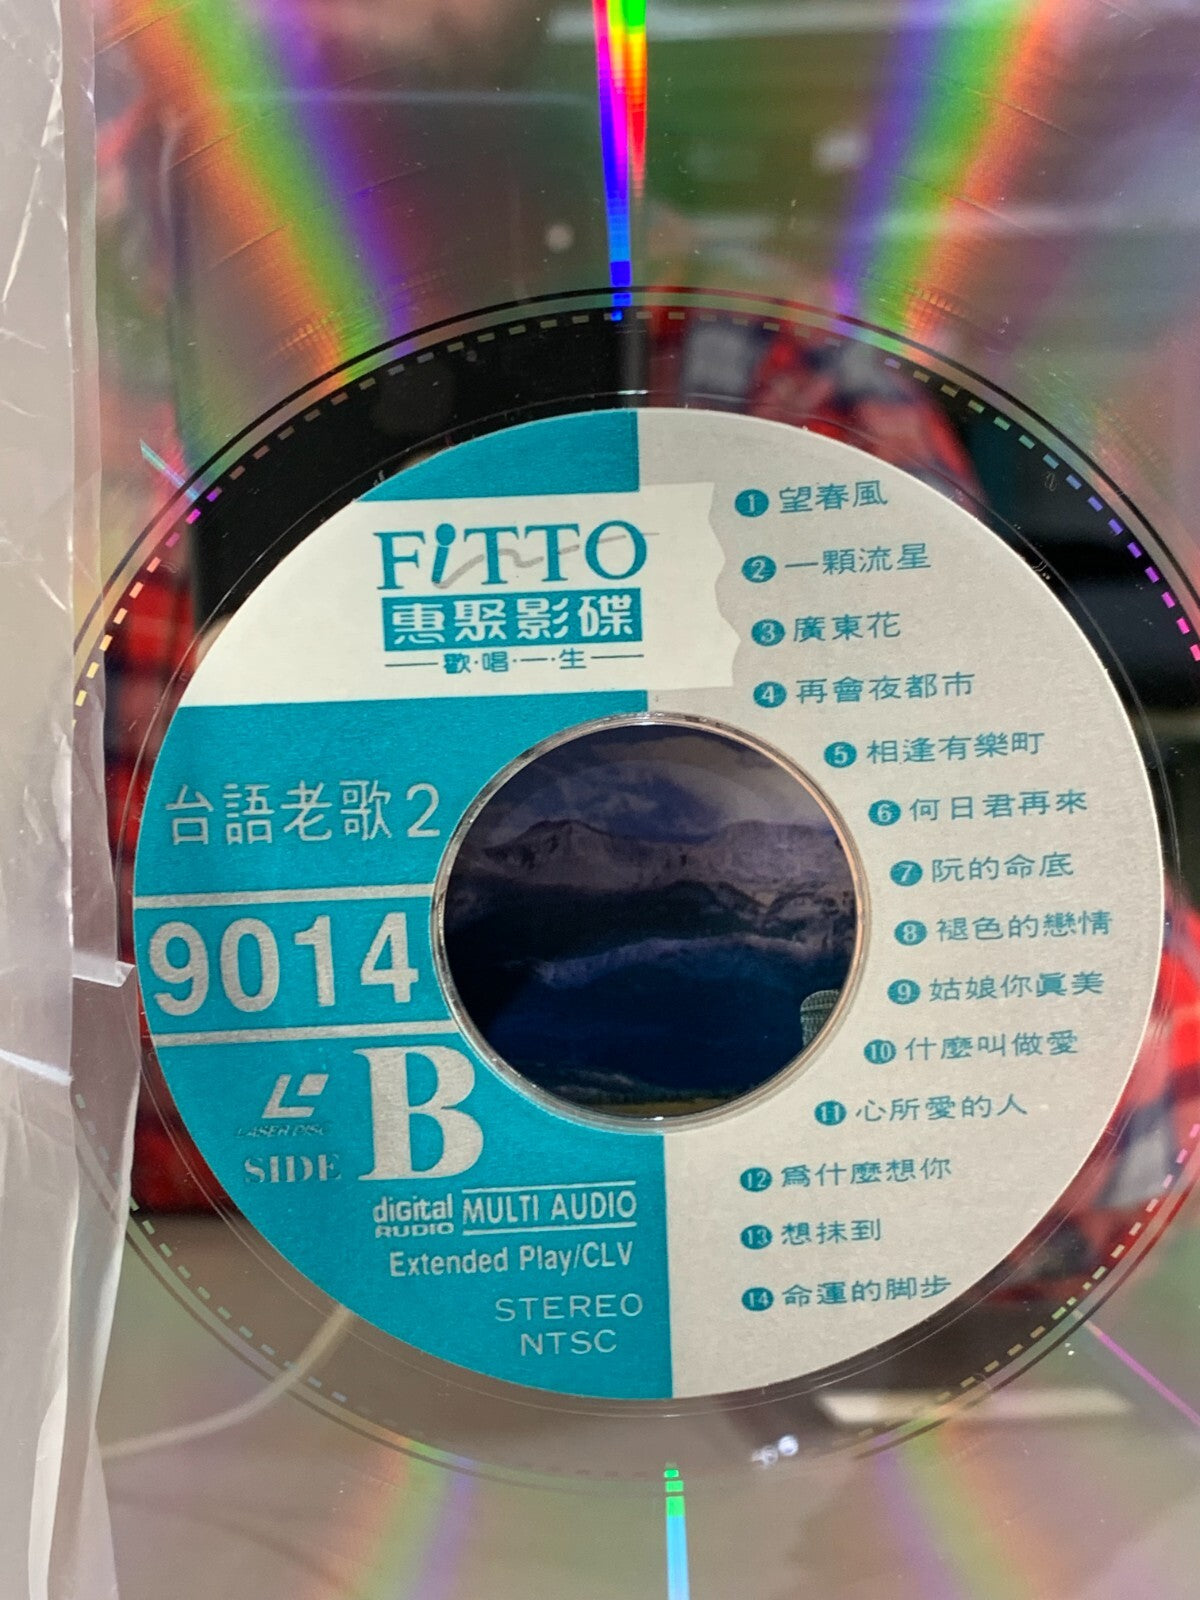 FiTTO
惠聚影碟
歡·唱·一·生
台語老歌2
9014
LASER DISC
SIDE B
diGital AUDIO MULTI AUDIO
Extended Play/CLV
STEREO
NTSC
1 望春風
2 一顆流星
3 廣東花
4 再會夜都市
5 相逢有樂町
6 何日君再來
7 阮的命底
8 褪色的戀情
9 姑娘你眞美
10 什麼叫做愛
11 心所愛的人
12 爲什麼想你
13 想抹到
14 命運的脚步